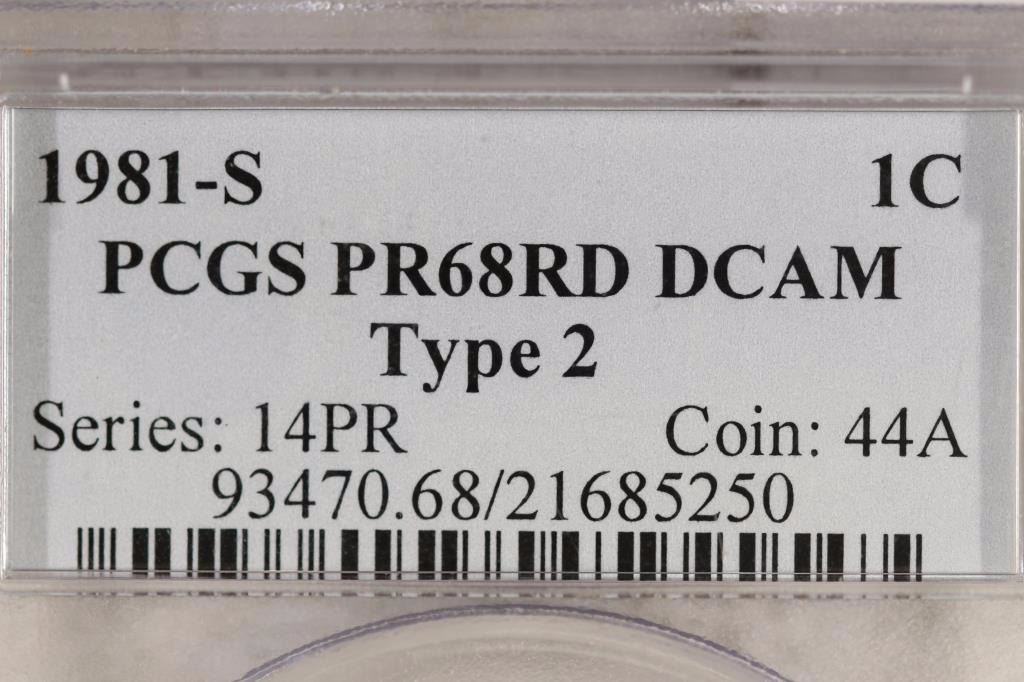 1981-S 1C
PCGS PR68RD DCAM
Type 2
Series: 14PR Coin: 44A
93470.68/21685250